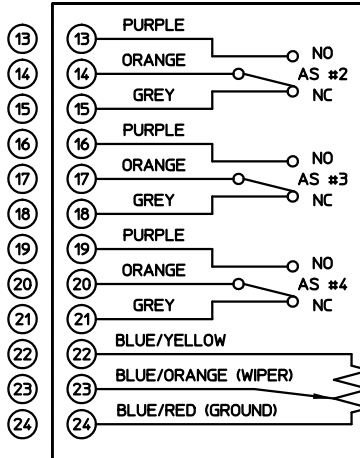 13 13 PURPLE NO
14 14 ORANGE AS #2
15 15 GREY NC
16 16 PURPLE NO
17 17 ORANGE AS #3
18 18 GREY NC
19 19 PURPLE NO
20 20 ORANGE AS #4
21 21 GREY NC
22 22 BLUE/YELLOW
23 23 BLUE/ORANGE (WIPER)
24 24 BLUE/RED (GROUND)